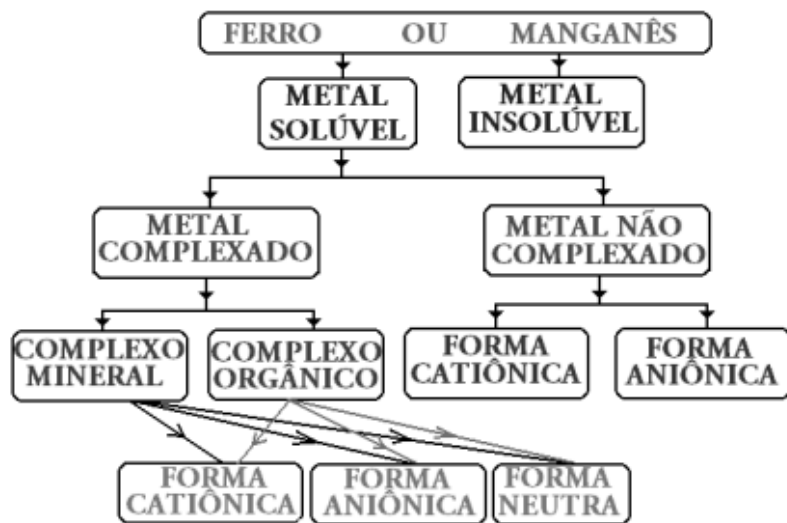 FERRO OU MANGANÊS
METAL
SOLÚVEL
METAL
INSOLÚVEL
METAL
COMPLEXADO
METAL NÃO
COMPLEXADO
COMPLEXO
MINERAL
COMPLEXO
ORGÂNICO
FORMA
CATIÔNICA
FORMA
ANIÔNICA
FORMA
CATIÔNICA
FORMA
ANIÔNICA
FORMA
NEUTRA